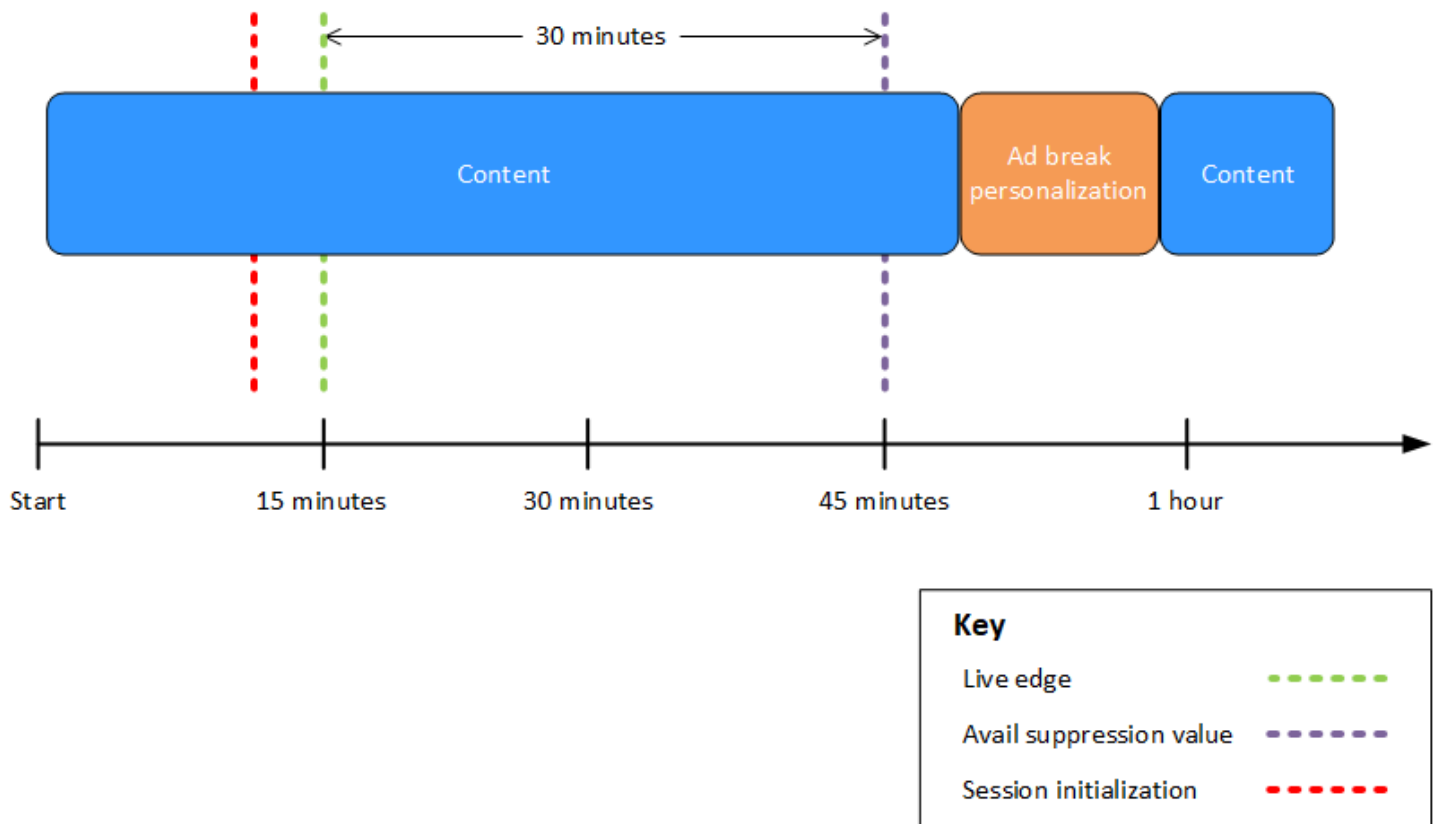 30 minutes
Content
Ad break
personalization
Content
Start
15 minutes
30 minutes
45 minutes
1 hour
Key
Live edge
Avail suppression value
Session initialization